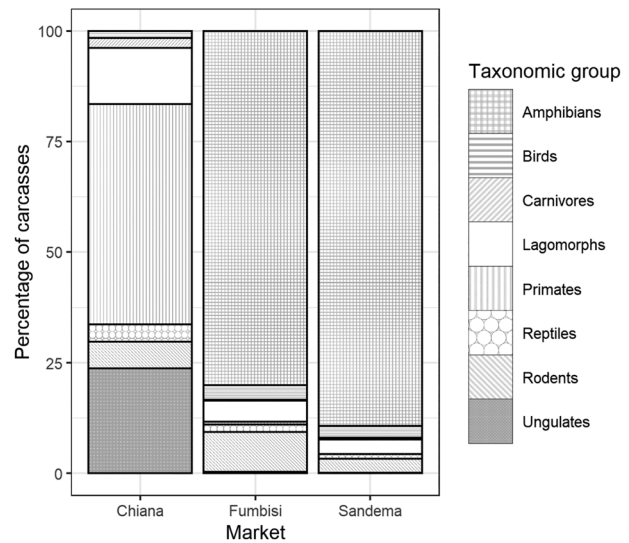 Percentage of carcasses
100
75
50
25
0
Chiana
Fumbisi
Sandema
Market
Taxonomic group
Amphibians
Birds
Carnivores
Lagomorphs
Primates
Reptiles
Rodents
Ungulates